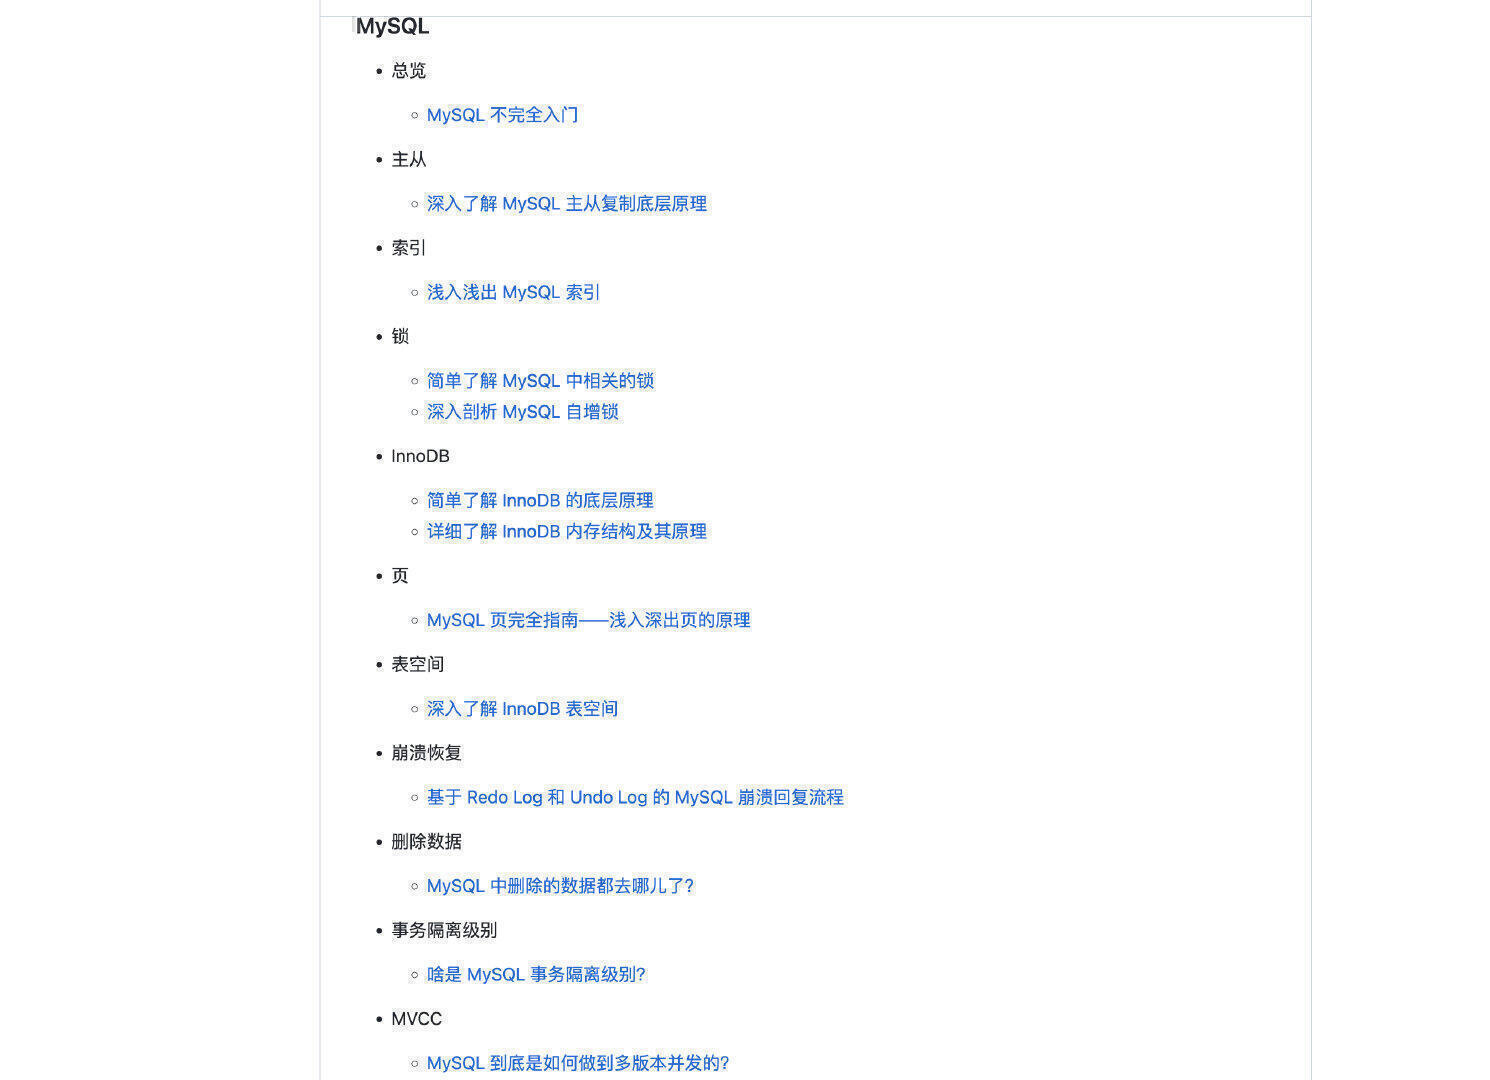 MySQL
总览
MySQL 不完全入门
主从
深入了解 MySQL 主从复制底层原理
索引
浅入浅出 MySQL 索引
锁
简单了解 MySQL 中相关的锁
深入剖析 MySQL 自增锁
InnoDB
简单了解 InnoDB 的底层原理
详细了解 InnoDB 内存结构及其原理
页
MySQL 页完全指南——浅入深出页的原理
表空间
深入了解 InnoDB 表空间
崩溃恢复
基于 Redo Log 和 Undo Log 的 MySQL 崩溃回复流程
删除数据
MySQL 中删除的数据都去哪儿了?
事务隔离级别
啥是 MySQL 事务隔离级别?
MVCC
MySQL 到底是如何做到多版本并发的?